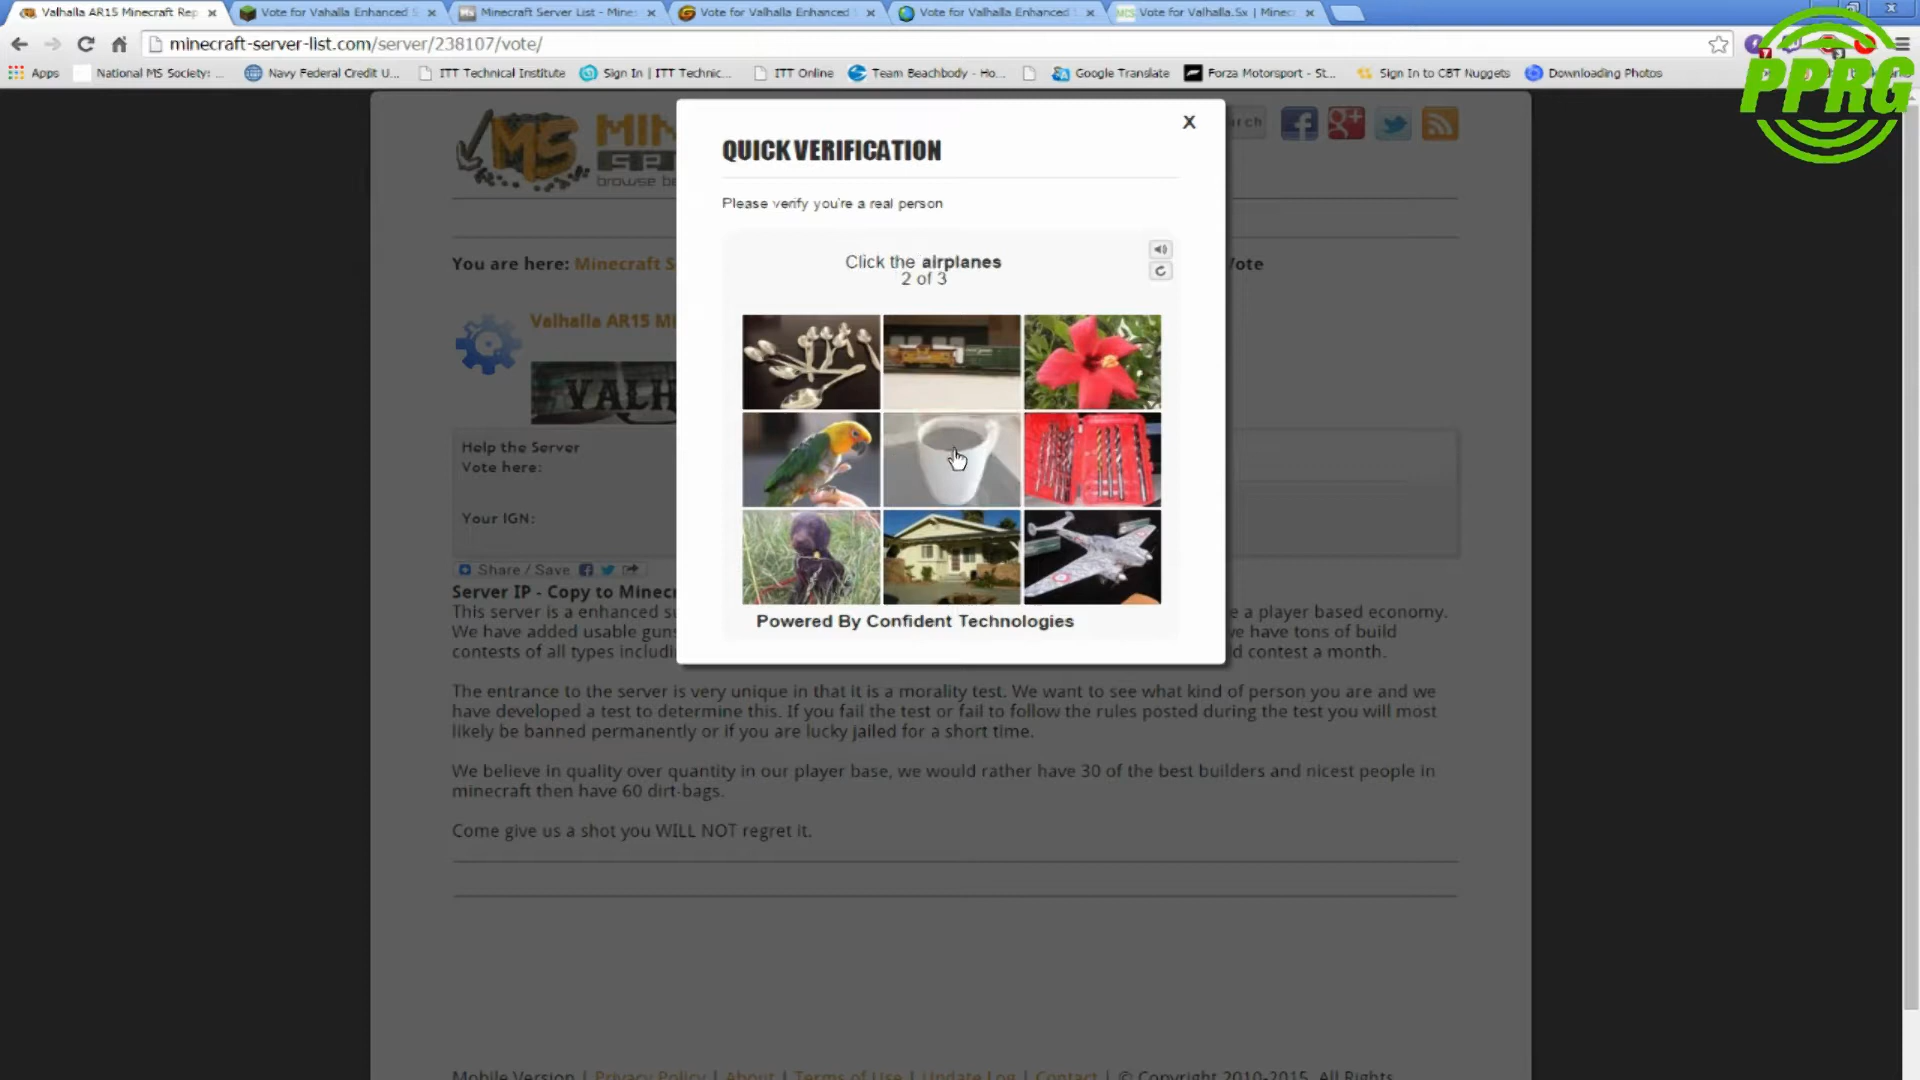 Valhalla AR15 Minecraft Rep
Vote for Vahalla Enhanced S
Minecraft Server List - Mine
Vote for Valhalla Enhanced
Vote for Valhalla Enhanced
Vote for Valhalla.Sx | Minec
minecraft-server-list.com/server/238107/vote/
Apps
National MS Society: ...
Navy Federal Credit U...
ITT Technical Institute
Sign In | ITT Technic...
ITT Online
Team Beachbody - Ho...
Google Translate
Forza Motorsport - St...
Sign In to CBT Nuggets
Downloading Photos
PPRG
MS
X
QUICK VERIFICATION
Please verify you're a real person
Click the airplanes
2 of 3
You are here: Minecraft S
Vote
Valhalla AR15 Mi
VALH
Help the Server
Vote here:
Your IGN:
Powered By Confident Technologies
Share / Save
Server IP - Copy to Minecr
This server is a enhanced su
e a player based economy.
We have added usable guns
we have tons of build
contests of all types includi
d contest a month.
The entrance to the server is very unique in that it is a morality test. We want to see what kind of person you are and we
have developed a test to determine this. If you fail the test or fail to follow the rules posted during the test you will most
likely be banned permanently or if you are lucky jailed for a short time.
We believe in quality over quantity in our player base, we would rather have 30 of the best builders and nicest people in
minecraft then have 60 dirt-bags.
Come give us a shot you WILL NOT regret it.
Mobile Version | Privacy Policy | About | Terms of Use | Update Log | Contact | © Copyright 2010-2015. All Rights